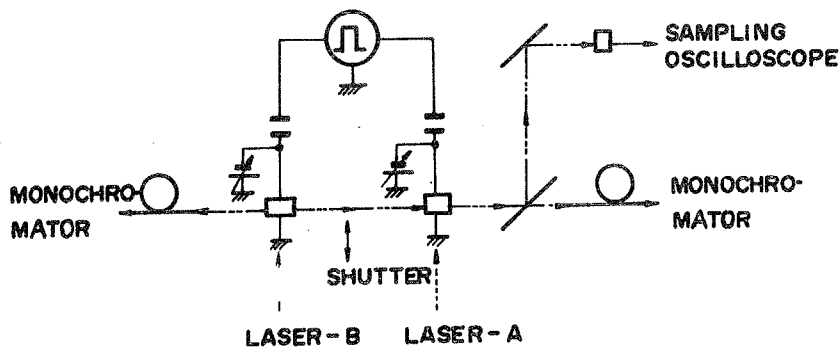 SAMPLING
OSCILLOSCOPE
MONOCHRO-
MATOR
MONOCHRO-
MATOR
SHUTTER
LASER-B
LASER-A